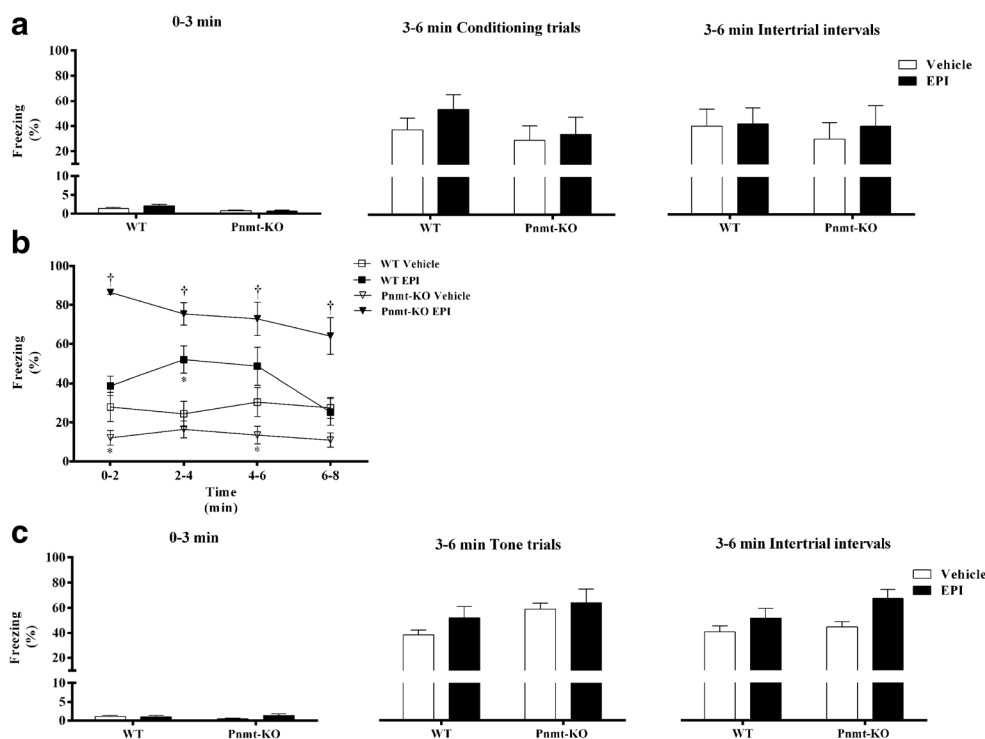 a
0-3 min
3-6 min Conditioning trials
3-6 min Intertrial intervals
Vehicle
EPI
Freezing
(%)
100
80
60
40
20
10
5
0
WT
Pnmt-KO
WT
Pnmt-KO
WT
Pnmt-KO
b
WT Vehicle
WT EPI
Pnmt-KO Vehicle
Pnmt-KO EPI
Freezing
(%)
100
80
60
40
20
0
†
†
†
†
*
*
*
0-2
2-4
4-6
6-8
Time
(min)
c
0-3 min
3-6 min Tone trials
3-6 min Intertrial intervals
Vehicle
EPI
Freezing
(%)
100
80
60
40
20
10
5
0
WT
Pnmt-KO
WT
Pnmt-KO
WT
Pnmt-KO